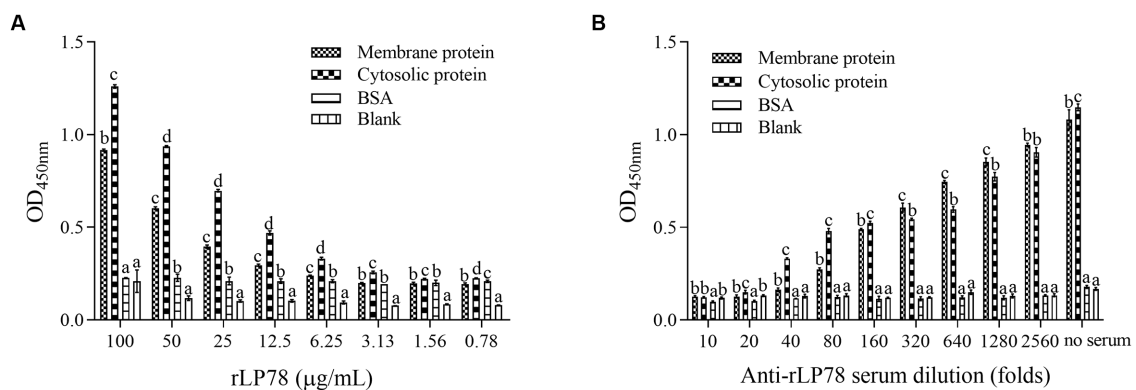 A
1.5
1.0
0.5
0.0
OD450nm
Membrane protein
Cytosolic protein
BSA
Blank
b c a a
c d b a
c d b a
c d b a
c d b a
b c b a
b c b a
b d c a
100 50 25 12.5 6.25 3.13 1.56 0.78
rLP78 (μg/mL)
B
1.5
1.0
0.5
0.0
OD450nm
Membrane protein
Cytosolic protein
BSA
Blank
b b a b
b c a b
b c a a
b c a a
b c a a
c b a a
c b a a
c b a a
b b a a
b c a a
10 20 40 80 160 320 640 1280 2560 no serum
Anti-rLP78 serum dilution (folds)